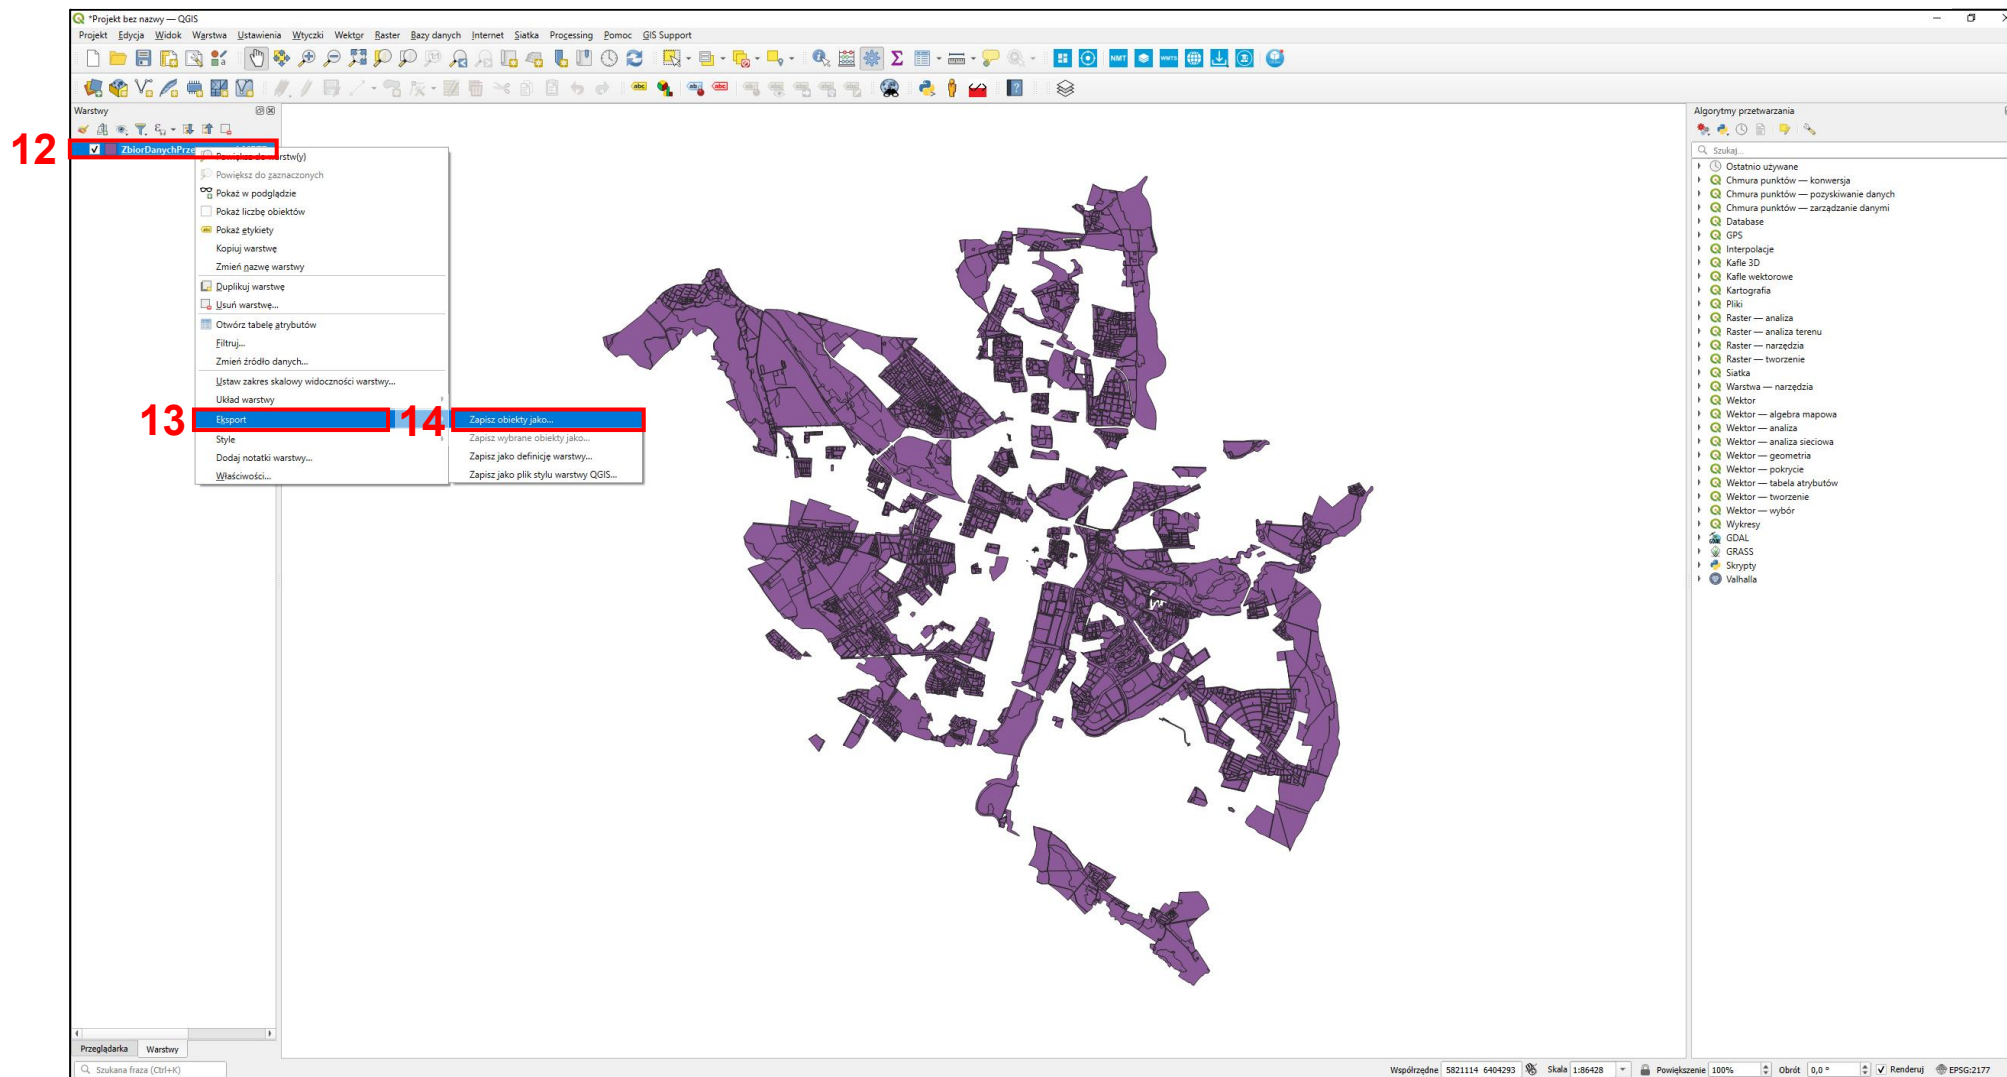 *Projekt bez nazwy — QGIS
Projekt Edycja Widok Warstwa Ustawienia Wtyczki Wektor Raster Bazy danych Internet Siatka Processing Pomoc GIS Support
NMT WMTS
abc abc abc
Warstwy
12
ZbiorDanychPrze
Powiększ do warstw(y)
Powiększ do zaznaczonych
Pokaż w podglądzie
Pokaż liczbę obiektów
Pokaż etykiety
Kopiuj warstwę
Zmień nazwę warstwy
Duplikuj warstwę
Usuń warstwę...
Otwórz tabelę atrybutów
Filtruj...
Zmień źródło danych...
Ustaw zakres skalowy widoczności warstwy...
Układ warstwy
13
Eksport
14
Zapisz obiekty jako...
Style
Zapisz wybrane obiekty jako...
Dodaj notatki warstwy...
Zapisz jako definicję warstwy...
Właściwości...
Zapisz jako plik stylu warstwy QGIS...
Algorytmy przetwarzania
Szukaj...
Ostatnio używane
Chmura punktów — konwersja
Chmura punktów — pozyskiwanie danych
Chmura punktów — zarządzanie danymi
Database
GPS
Interpolacje
Kafle 3D
Kafle wektorowe
Kartografia
Pliki
Raster — analiza
Raster — analiza terenu
Raster — narzędzia
Raster — tworzenie
Siatka
Warstwa — narzędzia
Wektor
Wektor — algebra mapowa
Wektor — analiza
Wektor — analiza sieciowa
Wektor — geometria
Wektor — pokrycie
Wektor — tabela atrybutów
Wektor — tworzenie
Wektor — wybór
Wykresy
GDAL
GRASS
Skrypty
Valhalla
Przeglądarka Warstwy
Szukana fraza (Ctrl+K)
Współrzędne 5821114 6404293 Skala 1:86428 Powiększenie 100% Obrót 0,0 ° Renderuj EPSG:2177